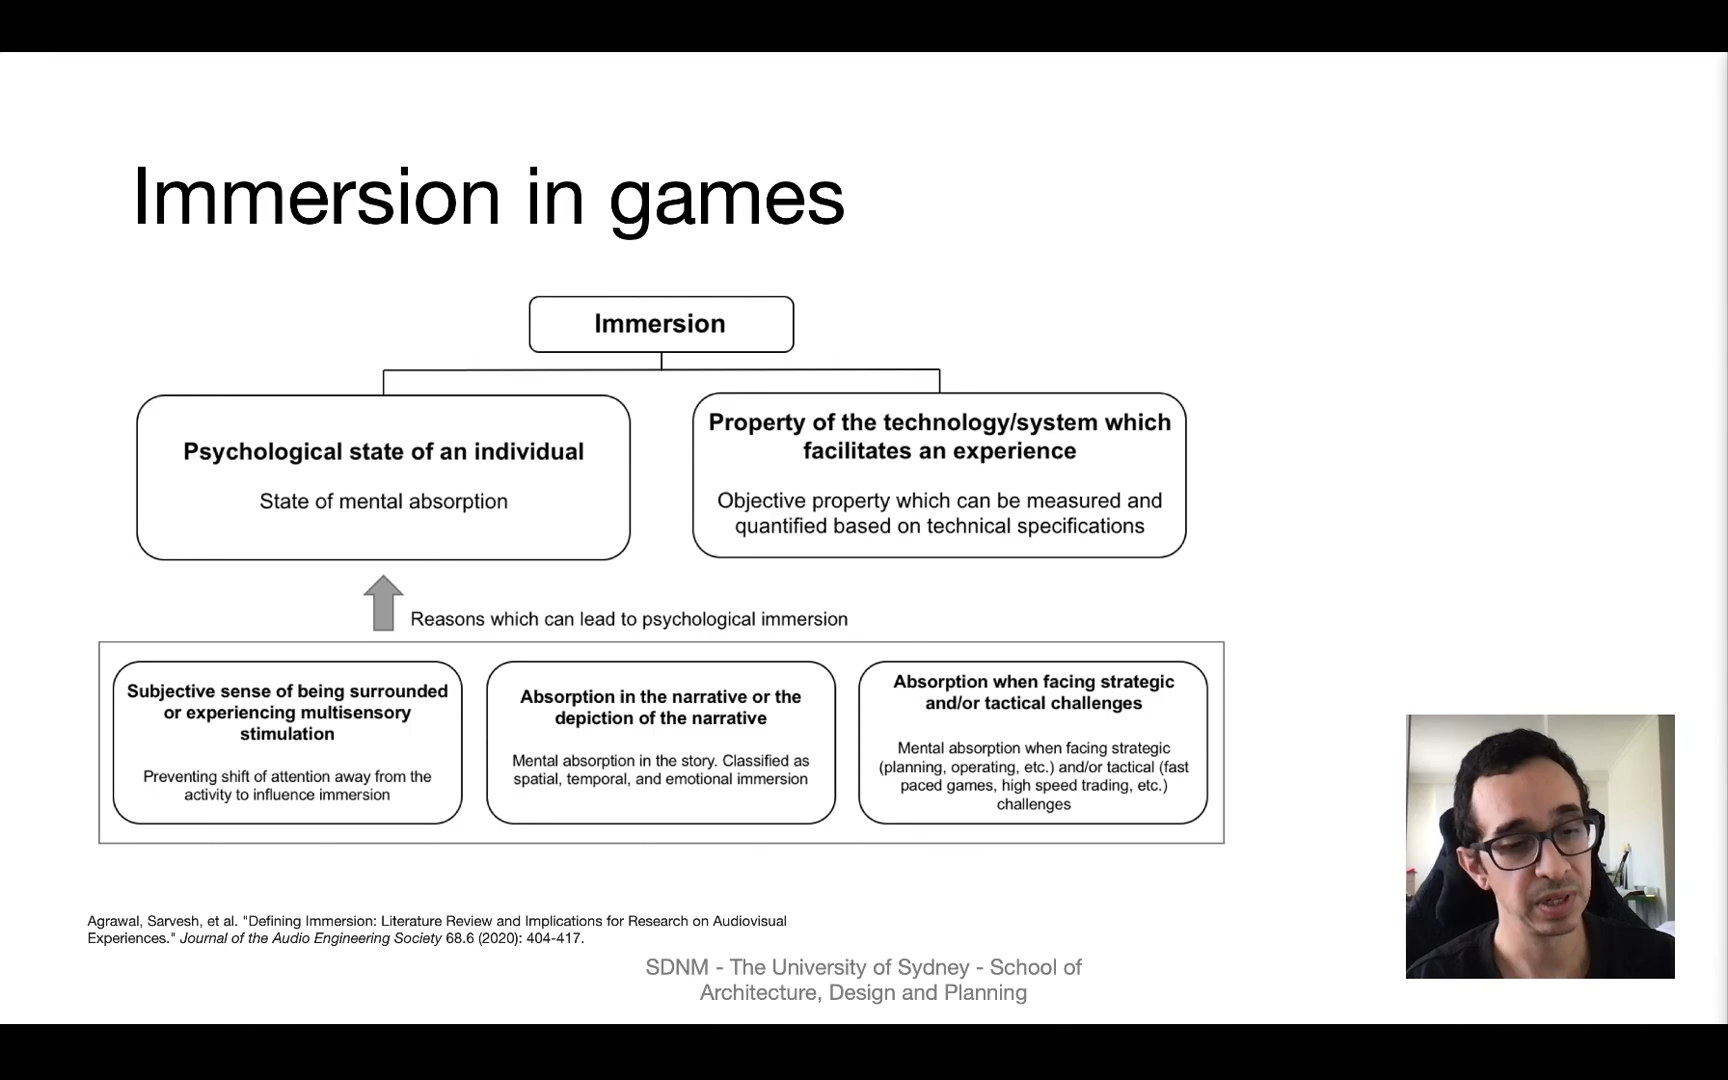 Immersion in games
Immersion
Psychological state of an individual
State of mental absorption
Property of the technology/system which
facilitates an experience
Objective property which can be measured and
quantified based on technical specifications
Reasons which can lead to psychological immersion
Subjective sense of being surrounded
or experiencing multisensory
stimulation
Preventing shift of attention away from the
activity to influence immersion
Absorption in the narrative or the
depiction of the narrative
Mental absorption in the story. Classified as
spatial, temporal, and emotional immersion
Absorption when facing strategic
and/or tactical challenges
Mental absorption when facing strategic
(planning, operating, etc.) and/or tactical (fast
paced games, high speed trading, etc.)
challenges
Agrawal, Sarvesh, et al. "Defining Immersion: Literature Review and Implications for Research on Audiovisual
Experiences." Journal of the Audio Engineering Society 68.6 (2020): 404-417.
SDNM - The University of Sydney - School of
Architecture, Design and Planning